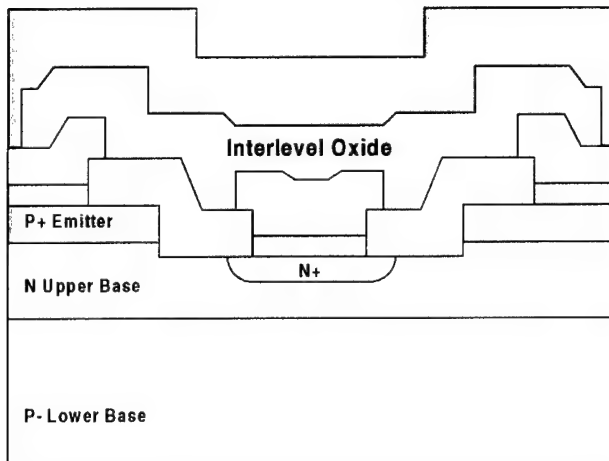 Interlevel Oxide
P+ Emitter
N+
N Upper Base
P- Lower Base